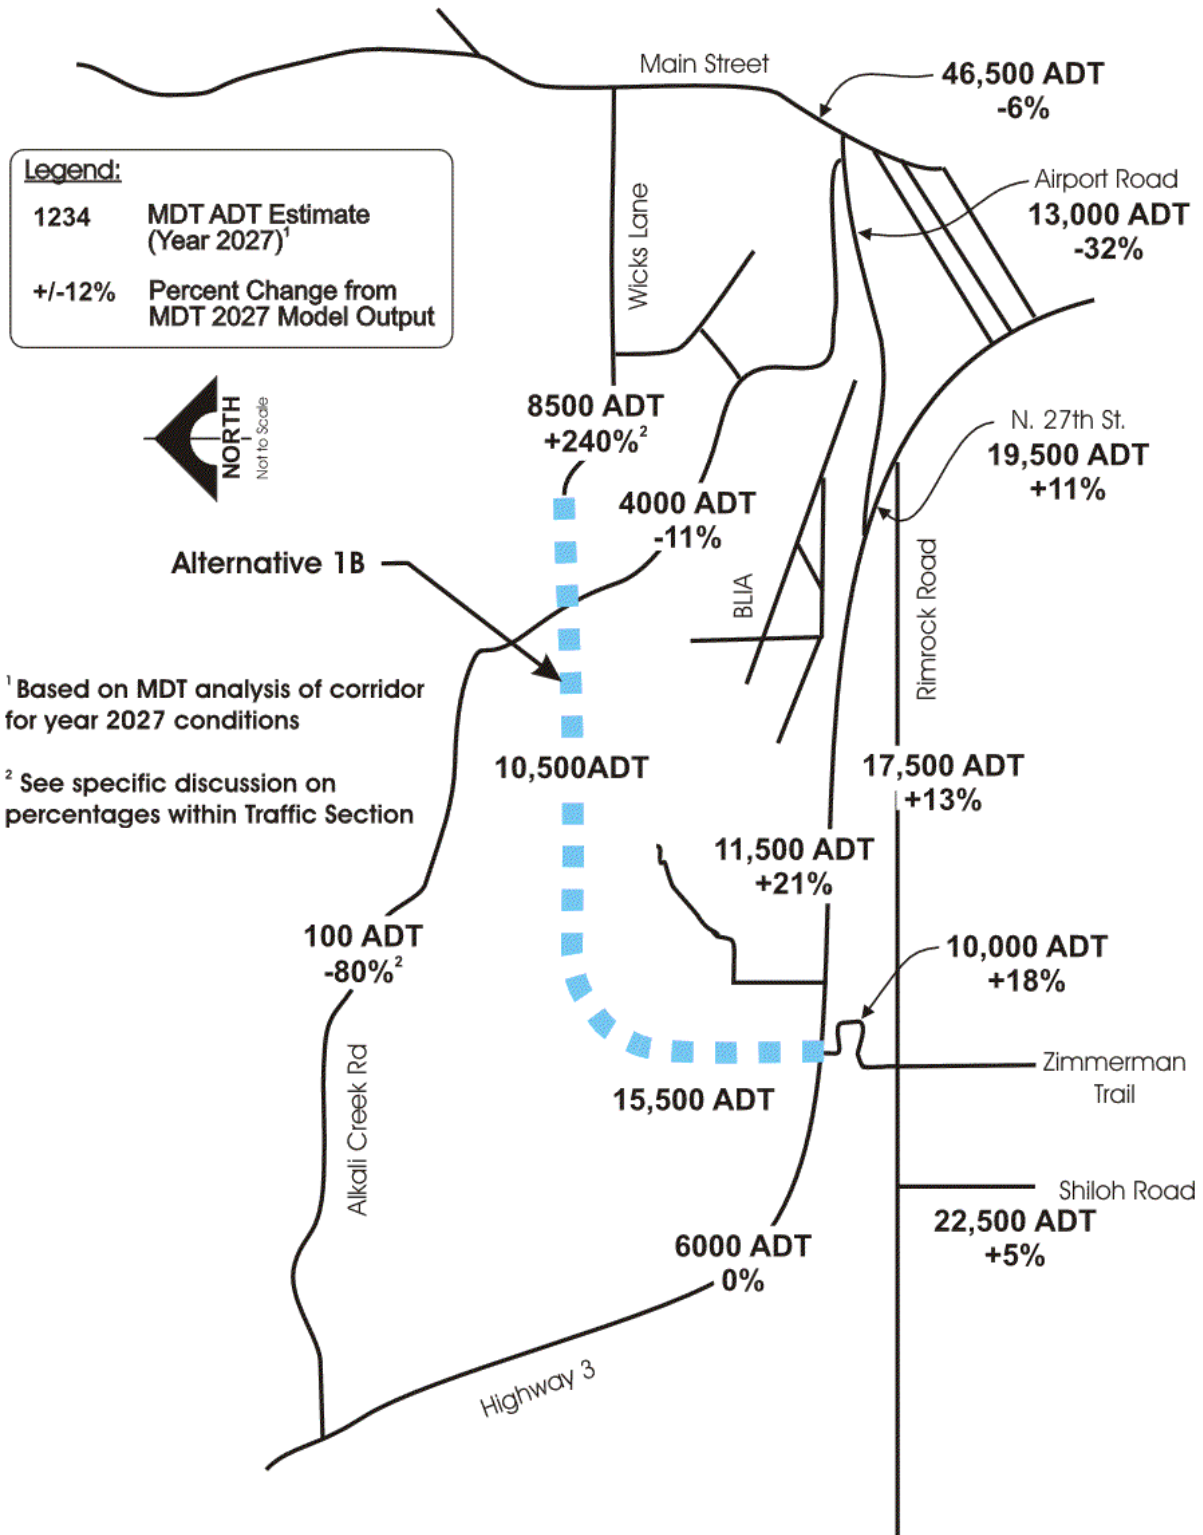 Main Street
46,500 ADT
-6%
Legend:
1234 MDT ADT Estimate
(Year 2027)¹
+/-12% Percent Change from
MDT 2027 Model Output
Wicks Lane
Airport Road
13,000 ADT
-32%
NORTH
Not to Scale
8500 ADT
+240%²
N. 27th St.
19,500 ADT
+11%
4000 ADT
-11%
Alternative 1B
BLIA
Rimrock Road
¹ Based on MDT analysis of corridor
for year 2027 conditions
² See specific discussion on
percentages within Traffic Section
10,500ADT
17,500 ADT
+13%
11,500 ADT
+21%
100 ADT
-80%²
10,000 ADT
+18%
Alkali Creek Rd
Zimmerman
Trail
15,500 ADT
Shiloh Road
22,500 ADT
+5%
6000 ADT
0%
Highway 3